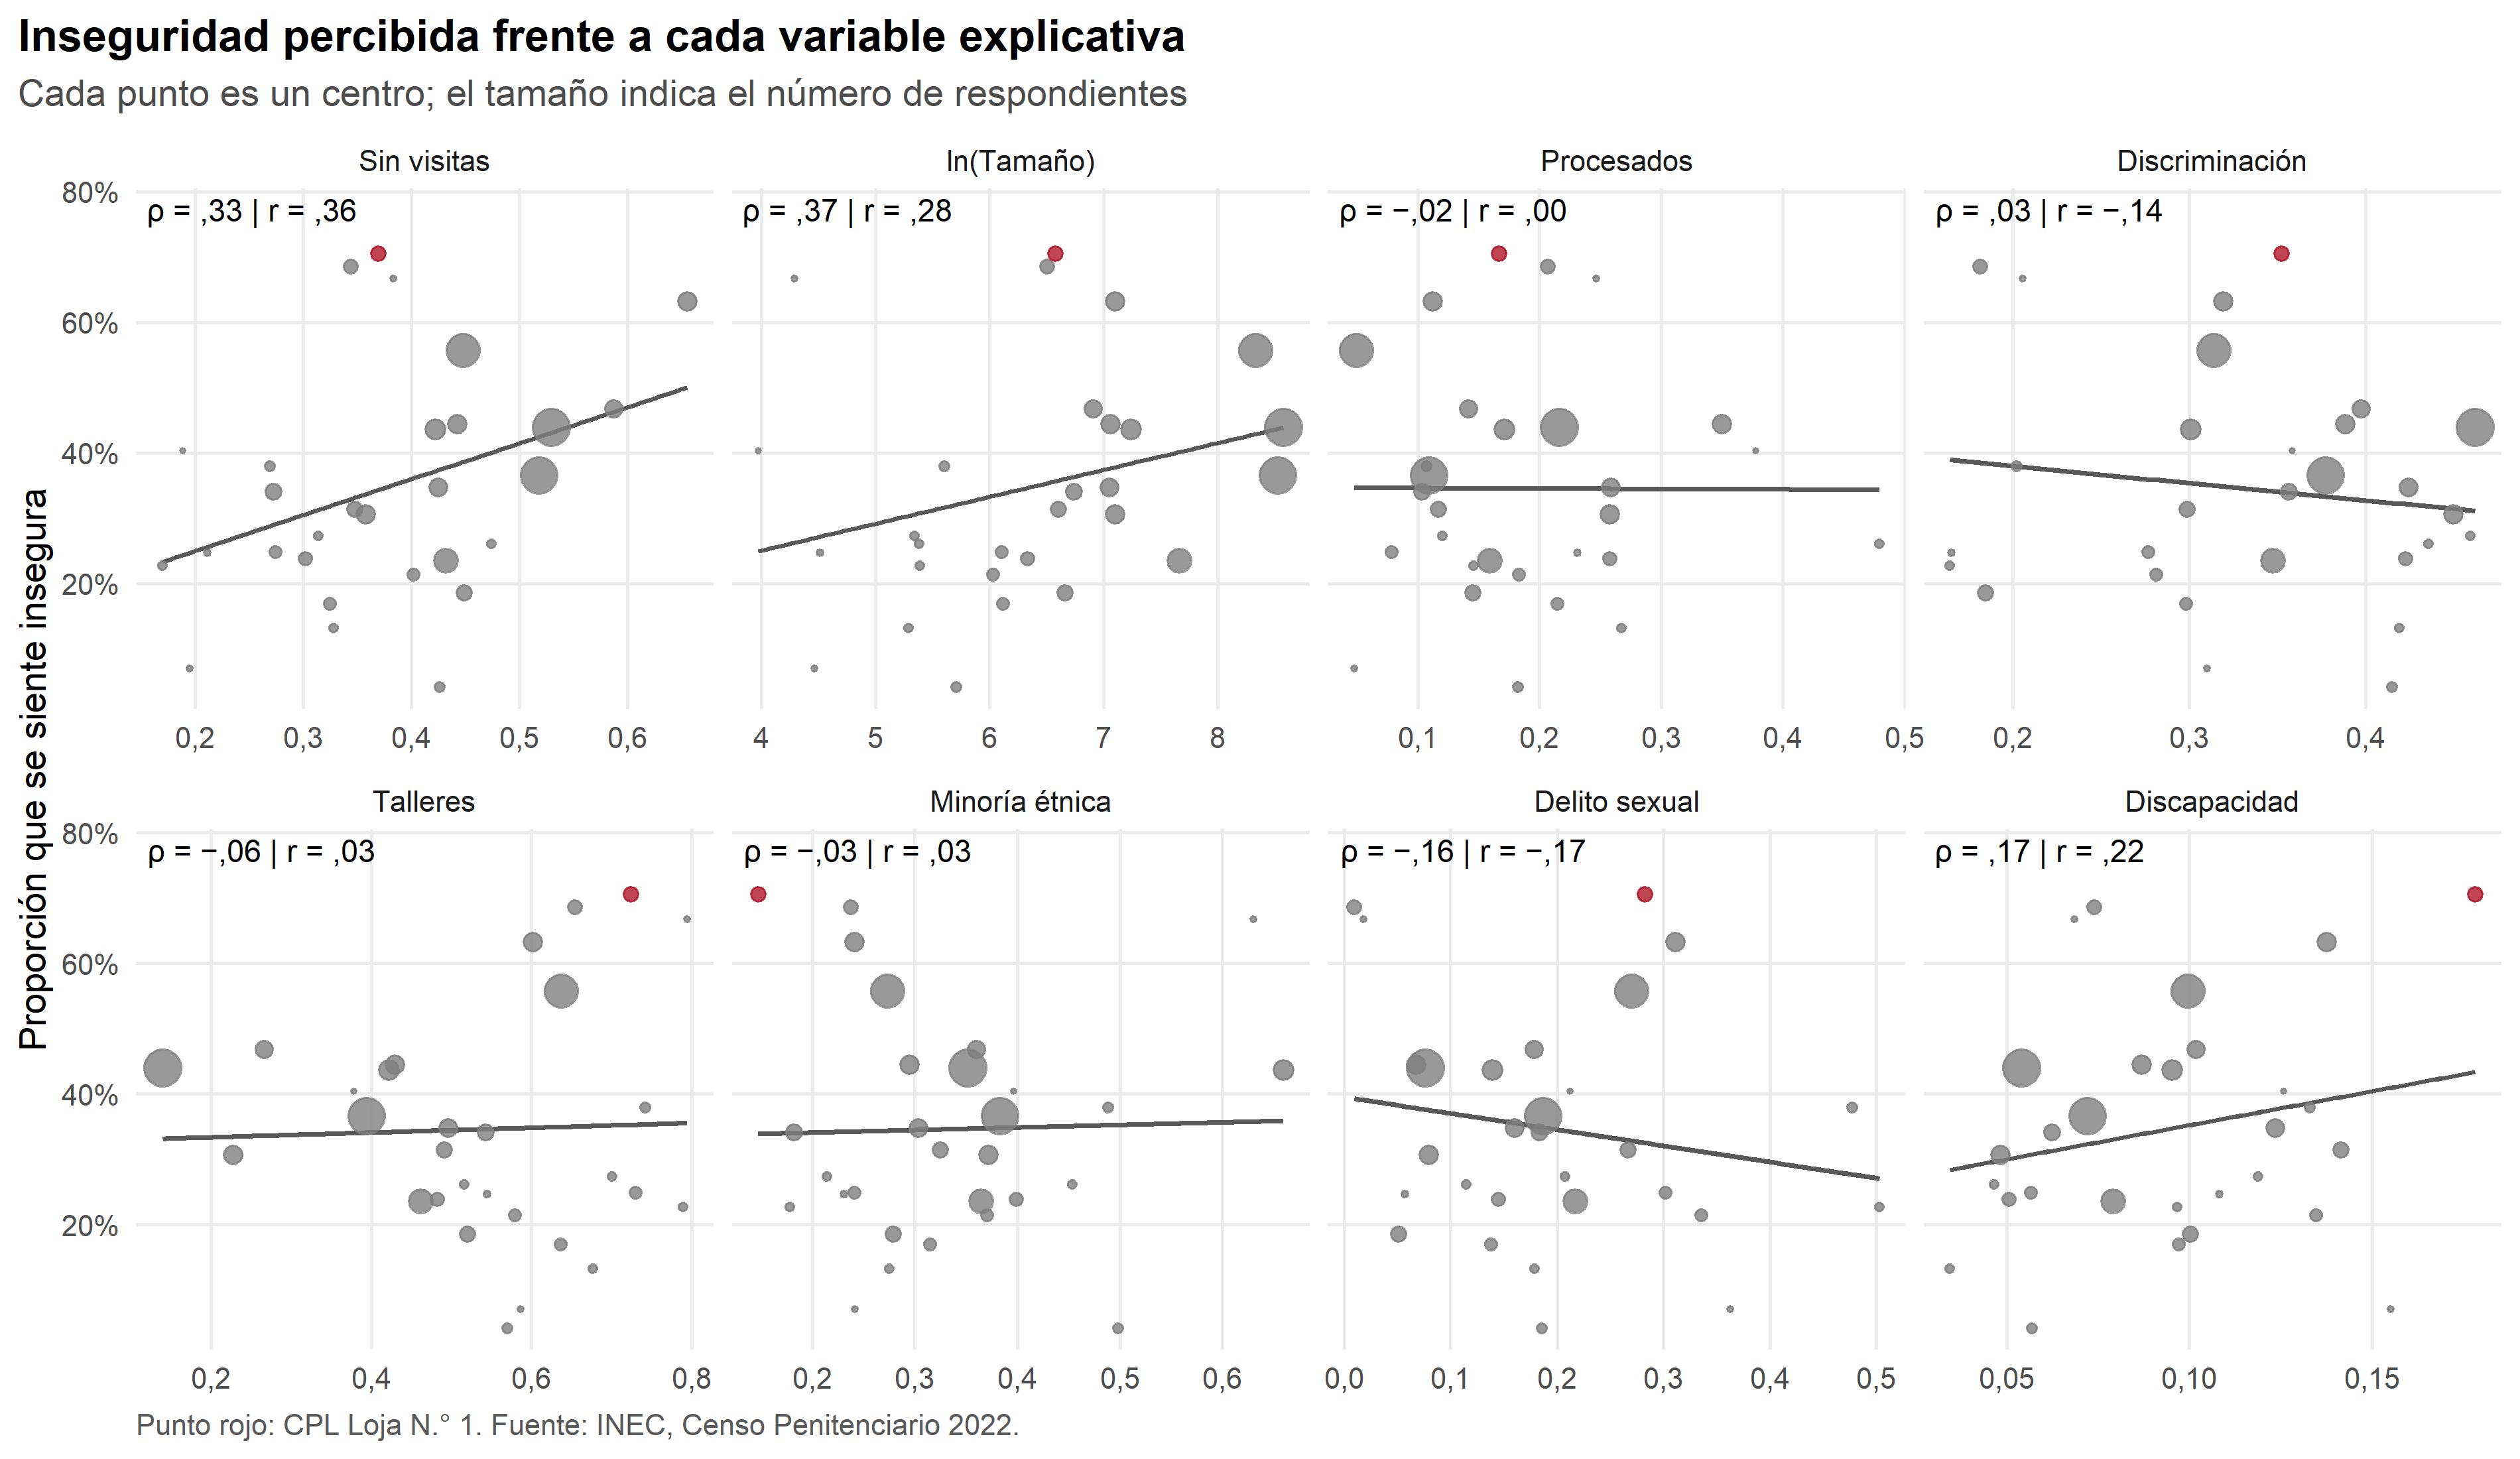 Inseguridad percibida frente a cada variable explicativa
Cada punto es un centro; el tamaño indica el número de respondientes
Proporción que se siente insegura
Sin visitas
ln(Tamaño)
Procesados
Discriminación
80%
60%
40%
20%
ρ = ,33 | r = ,36
ρ = ,37 | r = ,28
ρ = −,02 | r = ,00
ρ = ,03 | r = −,14
0,2 0,3 0,4 0,5 0,6
4 5 6 7 8
0,1 0,2 0,3 0,4 0,5
0,2 0,3 0,4
Talleres
Minoría étnica
Delito sexual
Discapacidad
80%
60%
40%
20%
ρ = −,06 | r = ,03
ρ = −,03 | r = ,03
ρ = −,16 | r = −,17
ρ = ,17 | r = ,22
0,2 0,4 0,6 0,8
0,2 0,3 0,4 0,5 0,6
0,0 0,1 0,2 0,3 0,4 0,5
0,05 0,10 0,15
Punto rojo: CPL Loja N.° 1. Fuente: INEC, Censo Penitenciario 2022.